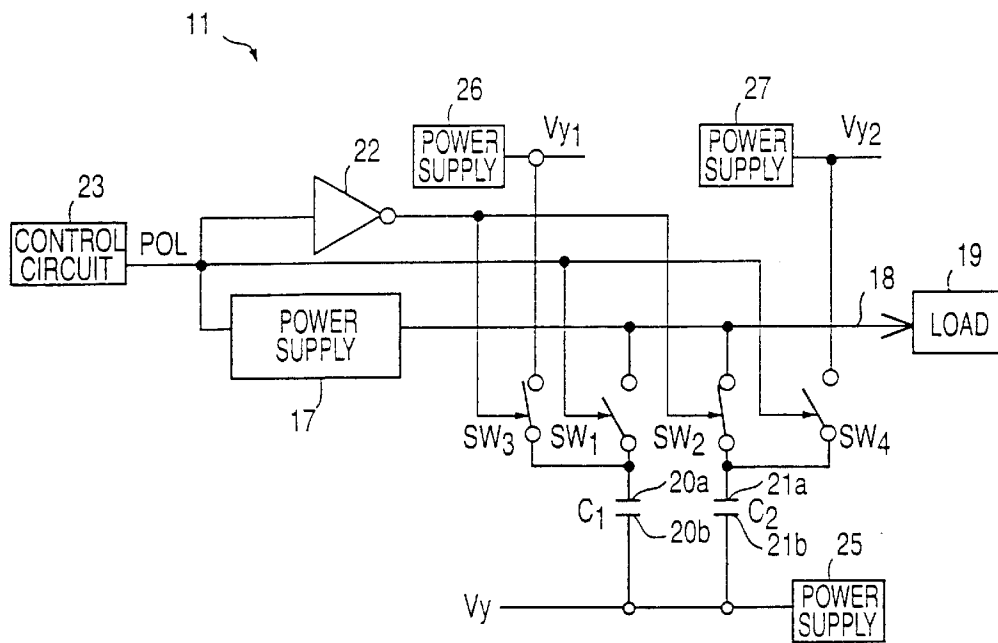 11
26
27
POWER
SUPPLY
Vy1
POWER
SUPPLY
Vy2
22
23
CONTROL
CIRCUIT
POL
19
18
LOAD
POWER
SUPPLY
17
SW3
SW1
SW2
SW4
20a
21a
C1
C2
20b
21b
25
Vy
POWER
SUPPLY